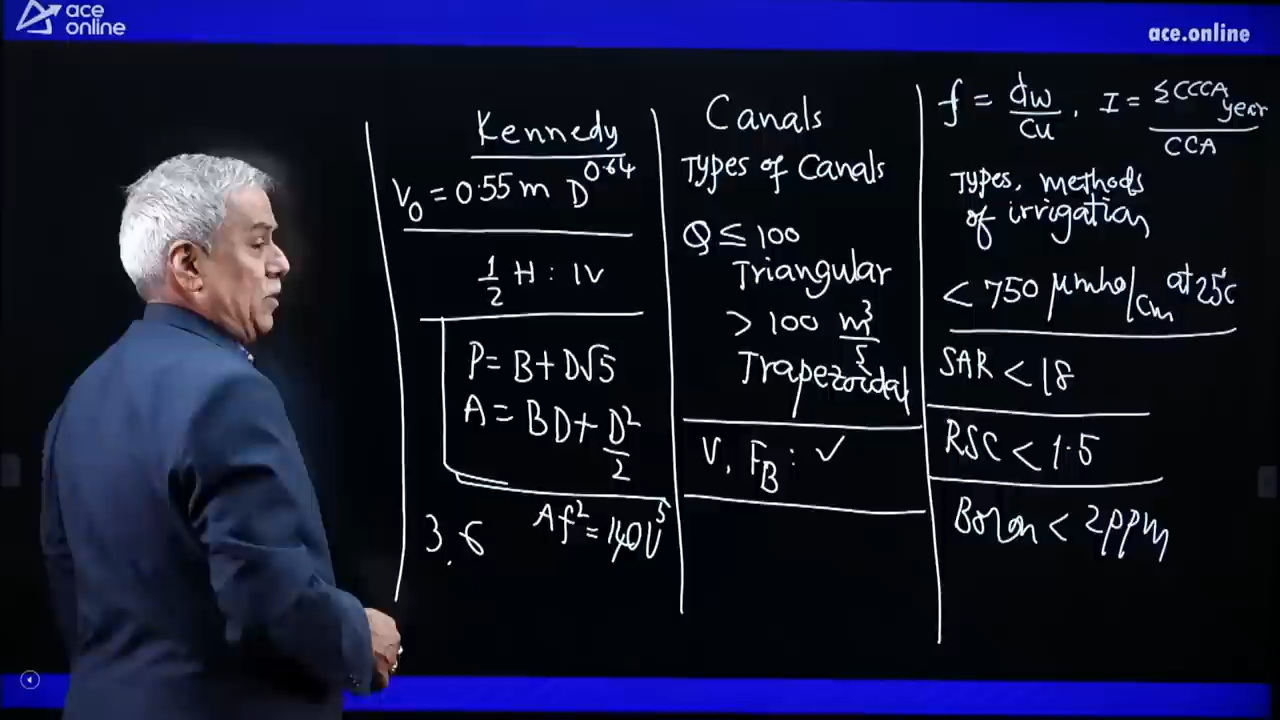 ace
online
ace.online
Kennedy
V₀ = 0.55 m D^0.64
1/2 H : 1V
P = B + D√5
A = BD + D²/2
3.6
Af² = 140V⁵
Canals
Types of Canals
Q ≤ 100
Triangular
> 100 m³/s
Trapezoidal
V, F_B : ✓
f = dw/Cu, I = ΣCCCA year/CCA
Types, methods
of irrigation
< 750 μmho/cm at 25c
SAR < 18
RSC < 1.5
Boron < 2ppm